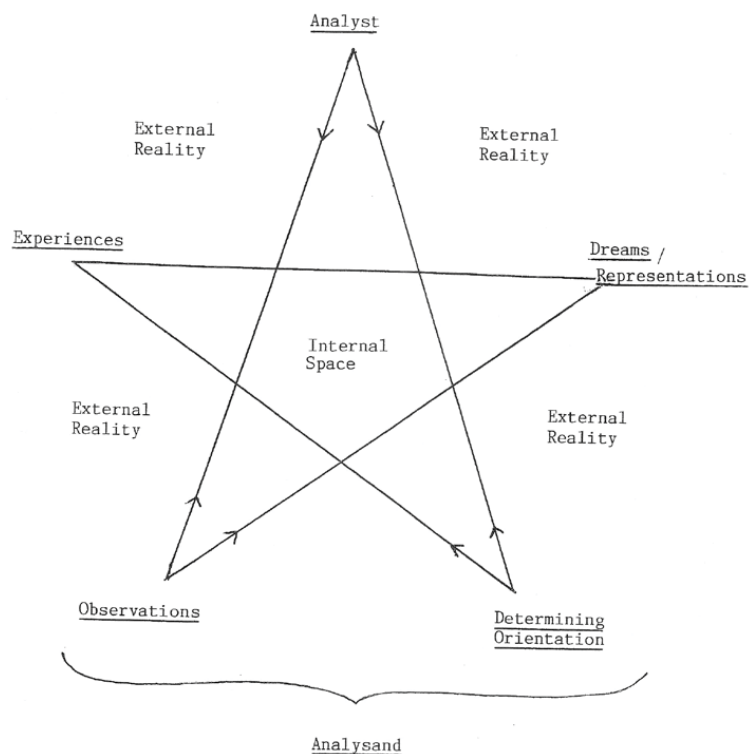 Analyst
External
Reality
External
Reality
Experiences
Dreams /
Representations
Internal
Space
External
Reality
External
Reality
Observations
Determining
Orientation
Analysand